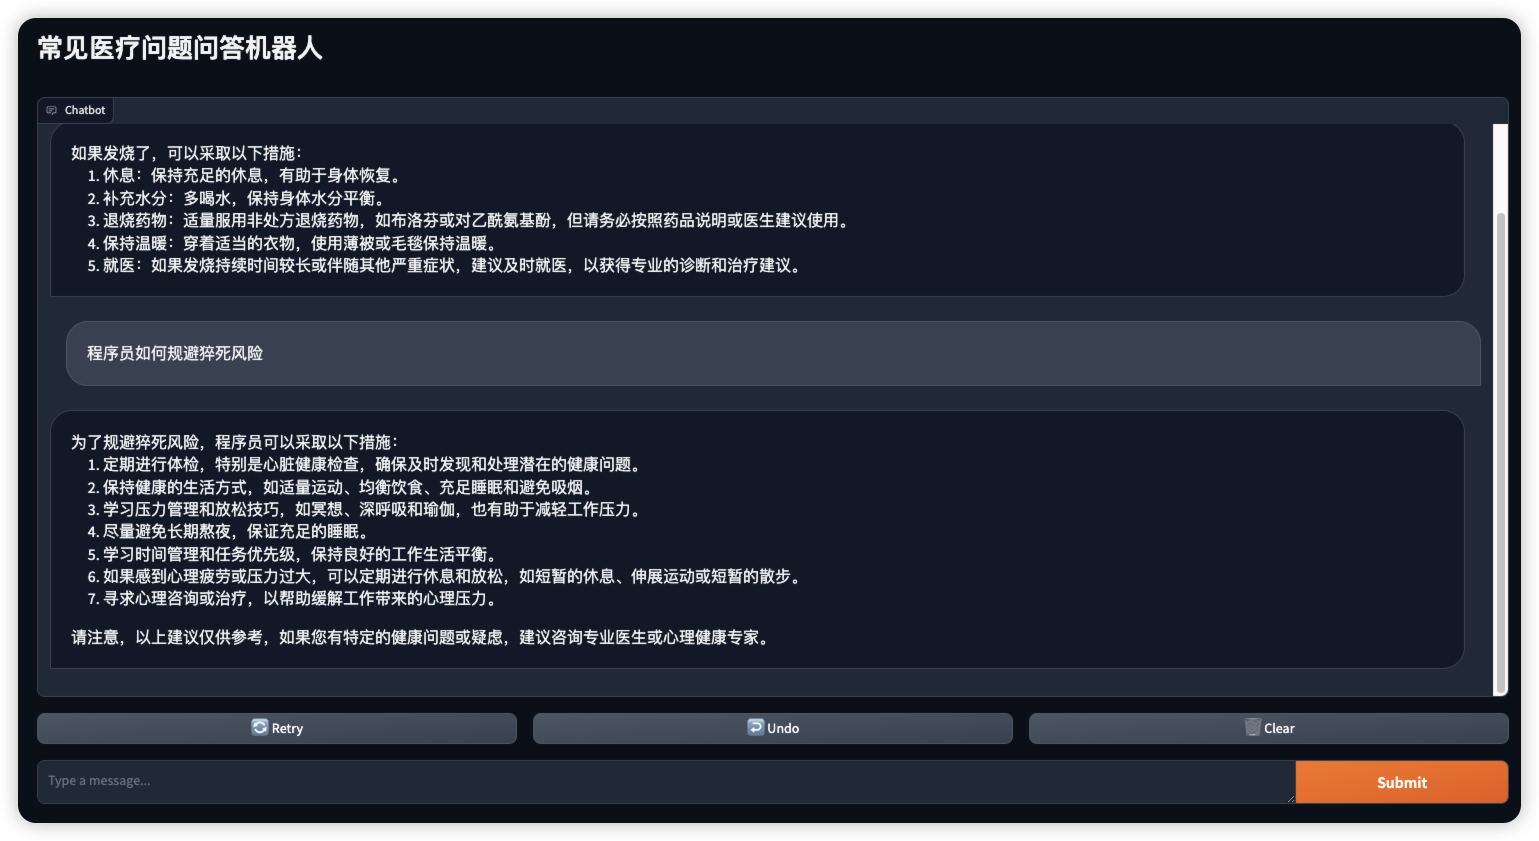 常见医疗问题问答机器人
Chatbot
如果发烧了，可以采取以下措施：
1. 休息：保持充足的休息，有助于身体恢复。
2. 补充水分：多喝水，保持身体水分平衡。
3. 退烧药物：适量服用非处方退烧药物，如布洛芬或对乙酰氨基酚，但请务必按照药品说明或医生建议使用。
4. 保持温暖：穿着适当的衣物，使用薄被或毛毯保持温暖。
5. 就医：如果发烧持续时间较长或伴随其他严重症状，建议及时就医，以获得专业的诊断和治疗建议。
程序员如何规避猝死风险
为了规避猝死风险，程序员可以采取以下措施：
1. 定期进行体检，特别是心脏健康检查，确保及时发现和处理潜在的健康问题。
2. 保持健康的生活方式，如适量运动、均衡饮食、充足睡眠和避免吸烟。
3. 学习压力管理和放松技巧，如冥想、深呼吸和瑜伽，也有助于减轻工作压力。
4. 尽量避免长期熬夜，保证充足的睡眠。
5. 学习时间管理和任务优先级，保持良好的工作生活平衡。
6. 如果感到心理疲劳或压力过大，可以定期进行休息和放松，如短暂的休息、伸展运动或短暂的散步。
7. 寻求心理咨询或治疗，以帮助缓解工作带来的心理压力。
请注意，以上建议仅供参考，如果您有特定的健康问题或疑虑，建议咨询专业医生或心理健康专家。
Retry
Undo
Clear
Type a message...
Submit